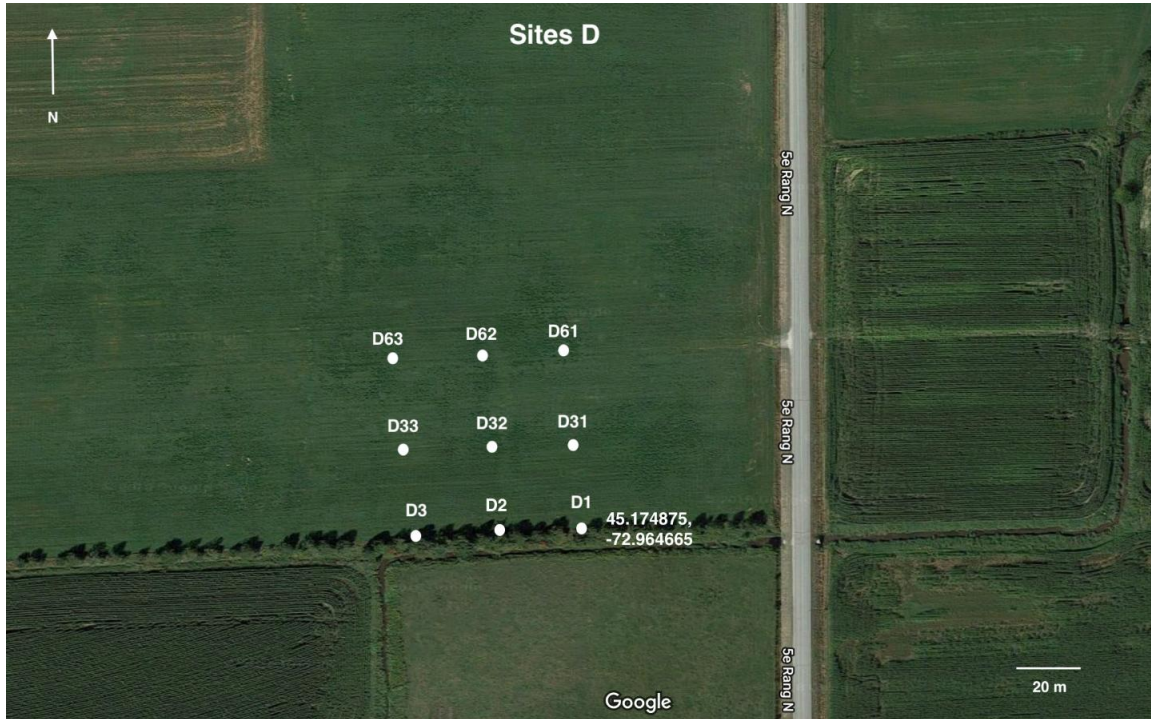 Sites D
N
5e Rang N
D63
D62
D61
5e Rang N
D33
D32
D31
D3
D2
D1
45.174875,
-72.964665
5e Rang N
Google
20 m